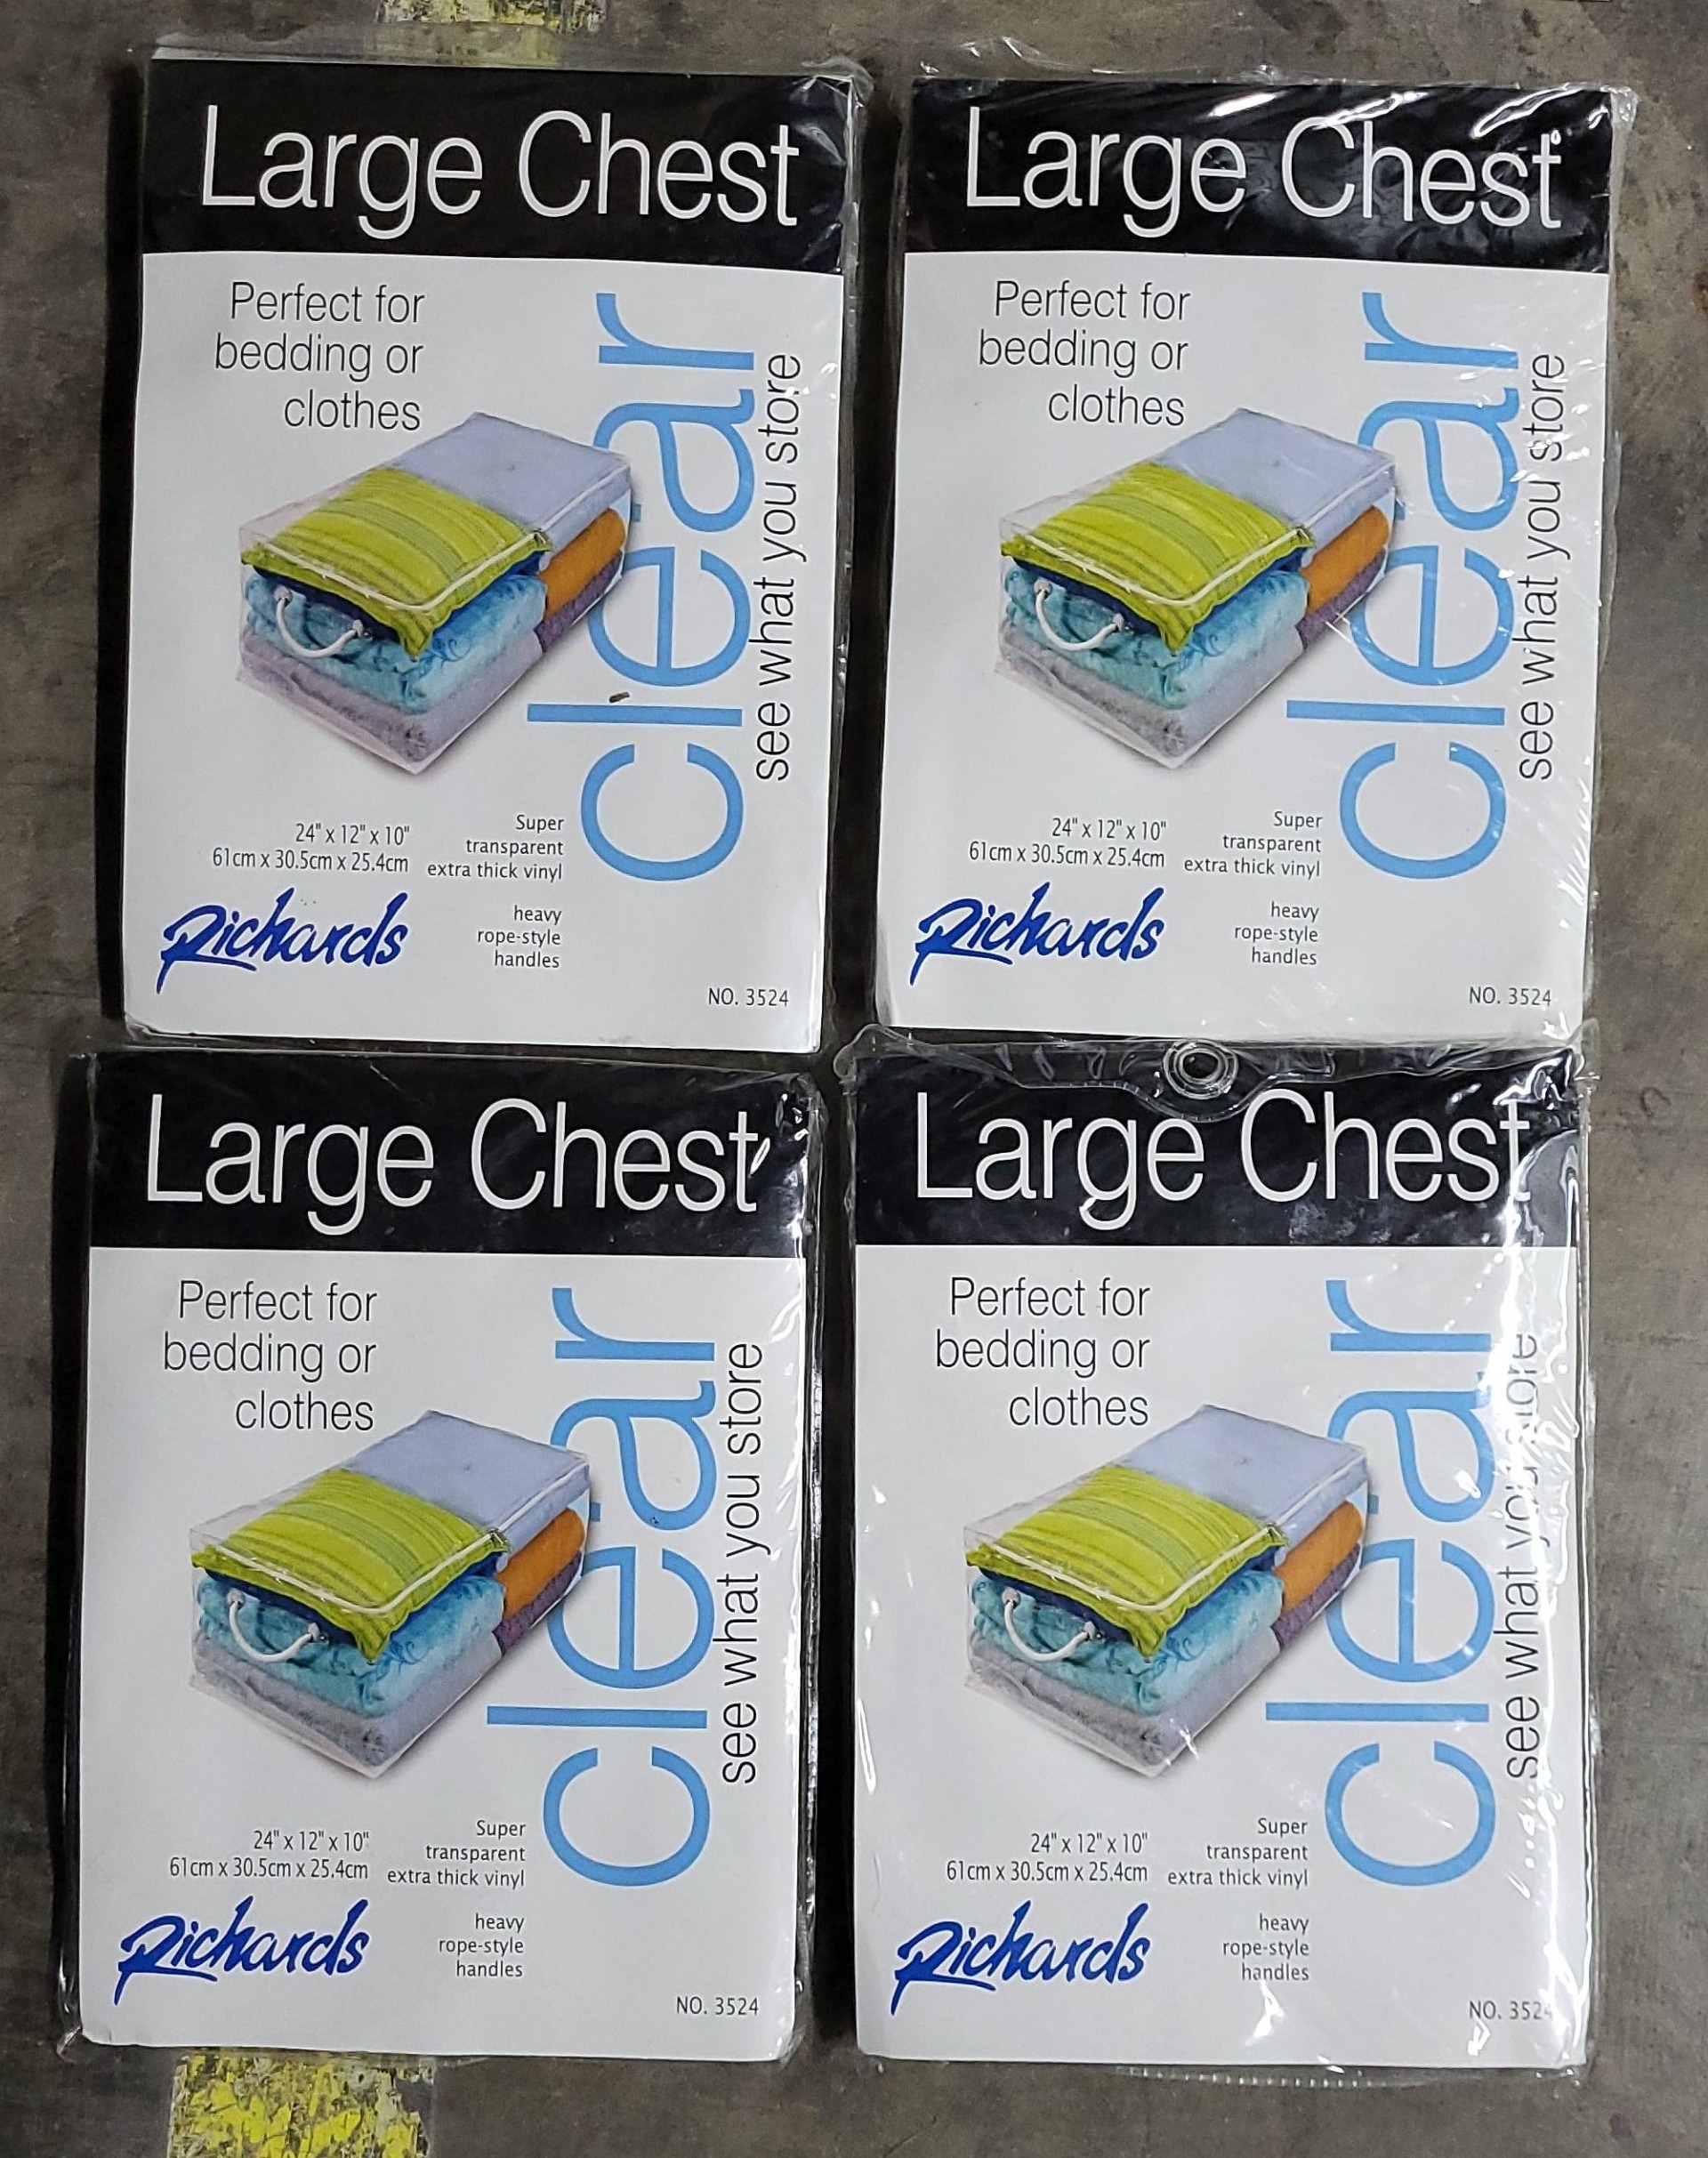 Large Chest
Perfect for
bedding or
clothes
clear
see what you store
24" x 12" x 10"
61cm x 30.5cm x 25.4cm
Super
transparent
extra thick vinyl
Richards
heavy
rope-style
handles
NO. 3524
Large Chest
Perfect for
bedding or
clothes
clear
see what you store
24" x 12" x 10"
61cm x 30.5cm x 25.4cm
Super
transparent
extra thick vinyl
Richards
heavy
rope-style
handles
NO. 3524
Large Chest
Perfect for
bedding or
clothes
clear
see what you store
24" x 12" x 10"
61cm x 30.5cm x 25.4cm
Super
transparent
extra thick vinyl
Richards
heavy
rope-style
handles
NO. 3524
Large Chest
Perfect for
bedding or
clothes
clear
see what you store
24" x 12" x 10"
61cm x 30.5cm x 25.4cm
Super
transparent
extra thick vinyl
Richards
heavy
rope-style
handles
NO. 3524